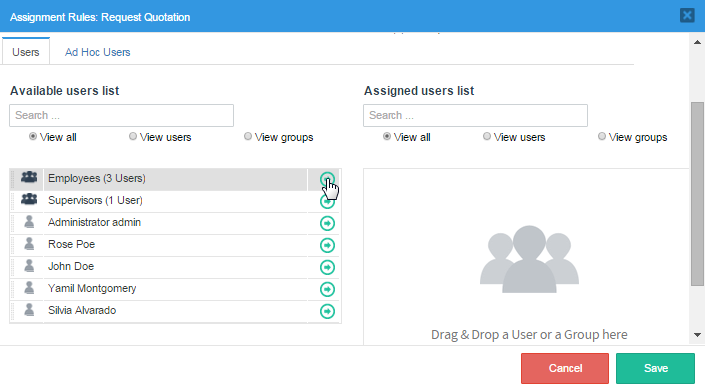 Assignment Rules: Request Quotation
Users
Ad Hoc Users
Available users list
Search ...
View all
View users
View groups
Employees (3 Users)
Supervisors (1 User)
Administrator admin
Rose Poe
John Doe
Yamil Montgomery
Silvia Alvarado
Assigned users list
Search ...
View all
View users
View groups
Drag & Drop a User or a Group here
Cancel
Save